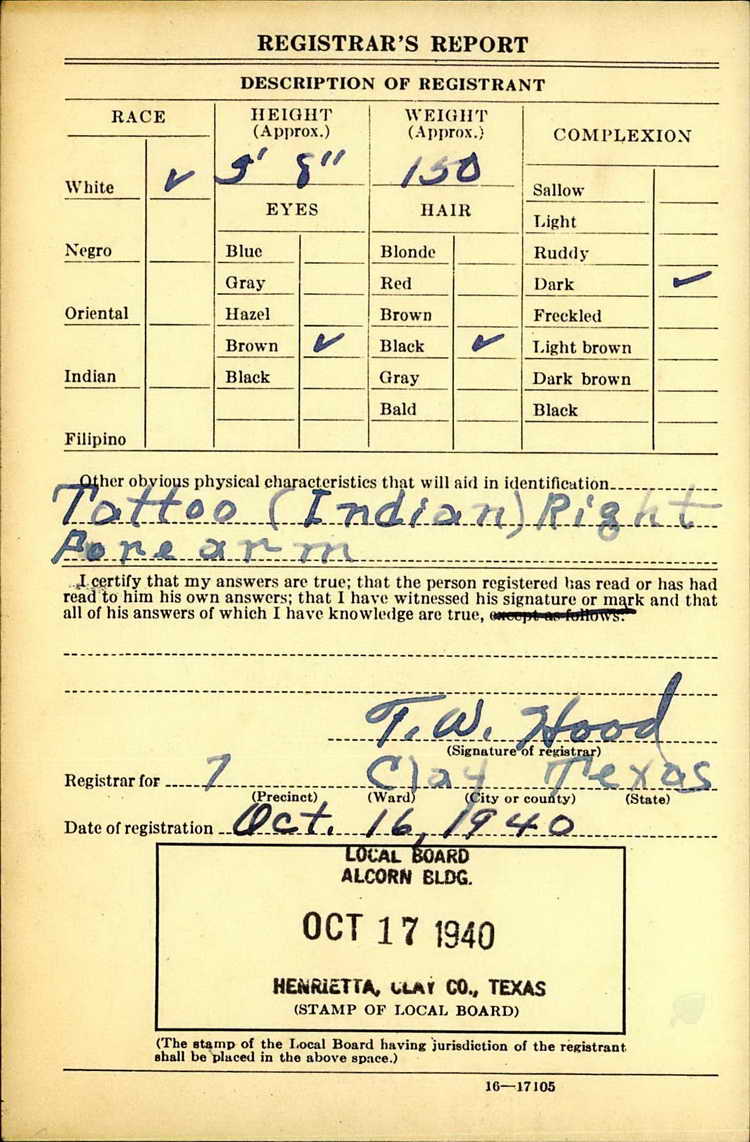 REGISTRAR'S REPORT
DESCRIPTION OF REGISTRANT
RACE
HEIGHT
(Approx.)
WEIGHT
(Approx.)
COMPLEXION
5' 8"
150
White ✓
Sallow
EYES
HAIR
Light
Negro
Blue
Blonde
Ruddy
Gray
Red
Dark ✓
Oriental
Hazel
Brown
Freckled
Brown ✓
Black ✓
Light brown
Indian
Black
Gray
Dark brown
Bald
Black
Filipino
Other obvious physical characteristics that will aid in identification
Tattoo (Indian) Right
Forearm
I certify that my answers are true; that the person registered has read or has had
read to him his own answers; that I have witnessed his signature or mark and that
all of his answers of which I have knowledge are true, except as follows:
T. W. Hood
(Signature of registrar)
Registrar for 7 Clay Texas
(Precinct) (Ward) (City or county) (State)
Date of registration Oct. 16, 1940
LOCAL BOARD
ALCORN BLDG.
OCT 17 1940
HENRIETTA, CLAY CO., TEXAS
(STAMP OF LOCAL BOARD)
(The stamp of the Local Board having jurisdiction of the registrant
shall be placed in the above space.)
16—17105